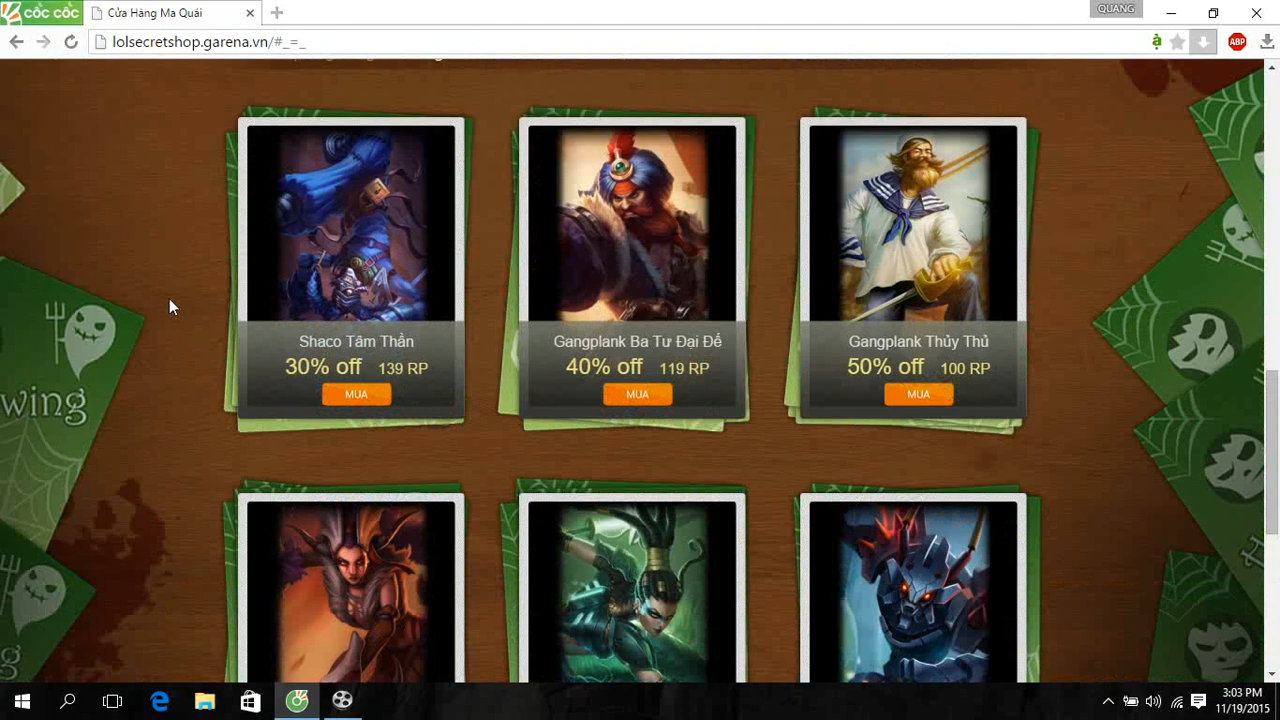 cốc cốc
Cửa Hàng Ma Quái
QUANG
lolsecretshop.garena.vn/#_=_
ABP
Shaco Tâm Thần
30% off 139 RP
MUA
Gangplank Ba Tư Đại Đế
40% off 119 RP
MUA
Gangplank Thủy Thủ
50% off 100 RP
MUA
wing
3:03 PM
11/19/2015